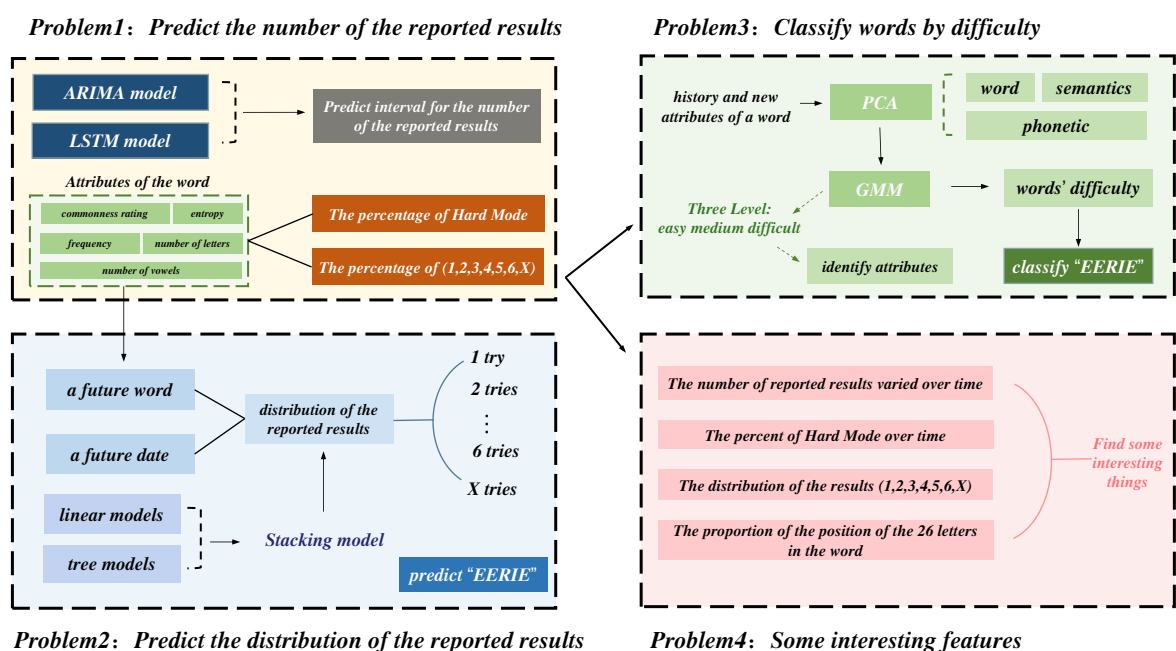 Problem1: Predict the number of the reported results
ARIMA model
LSTM model
Predict interval for the number
of the reported results
Attributes of the word
commonness rating
entropy
frequency
number of letters
number of vowels
The percentage of Hard Mode
The percentage of (1,2,3,4,5,6,X)
Problem3: Classify words by difficulty
history and new
attributes of a word
PCA
word
semantics
phonetic
GMM
words' difficulty
Three Level:
easy medium difficult
identify attributes
classify “EERIE”
a future word
a future date
distribution of the
reported results
1 try
2 tries
⋮
6 tries
X tries
linear models
tree models
Stacking model
predict “EERIE”
Problem2: Predict the distribution of the reported results
The number of reported results varied over time
The percent of Hard Mode over time
The distribution of the results (1,2,3,4,5,6,X)
The proportion of the position of the 26 letters
in the word
Find some
interesting
things
Problem4: Some interesting features